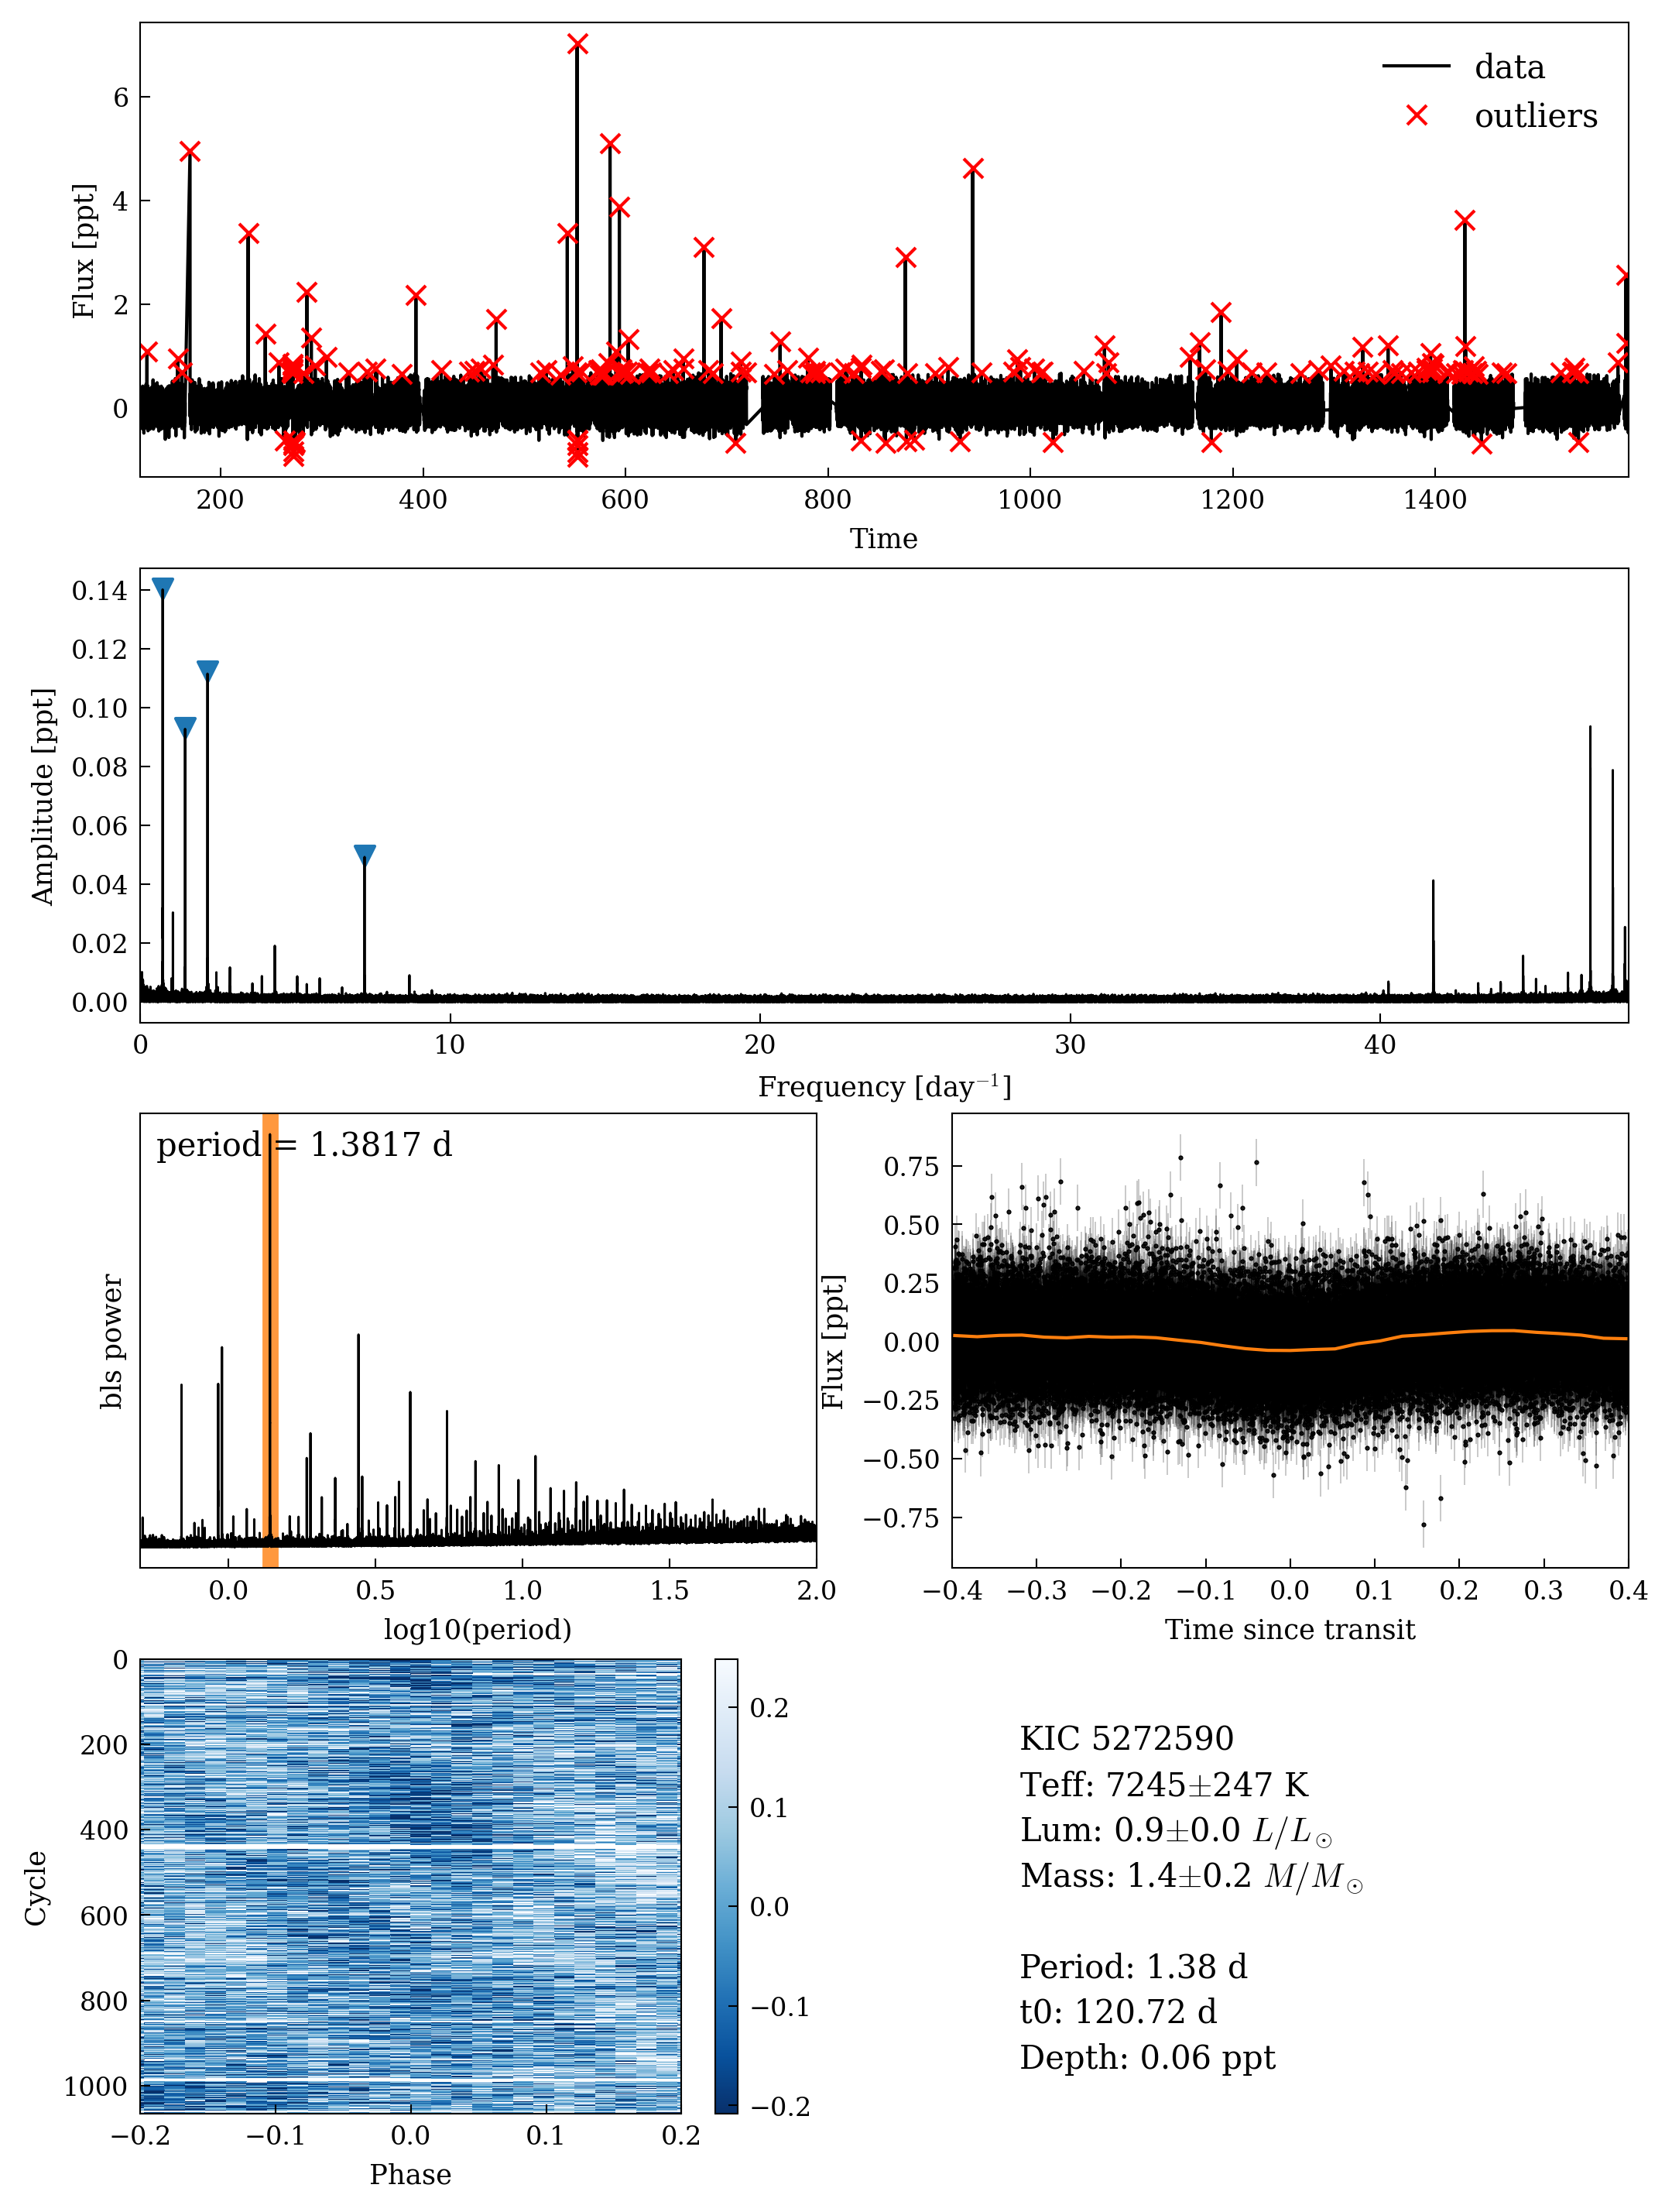 data
outliers
6
4
2
0
Flux [ppt]
200 400 600 800 1000 1200 1400
Time
0.14
0.12
0.10
0.08
0.06
0.04
0.02
0.00
Amplitude [ppt]
0 10 20 30 40
Frequency [day⁻¹]
period = 1.3817 d
bls power
0.0 0.5 1.0 1.5 2.0
log10(period)
0.75
0.50
0.25
0.00
−0.25
−0.50
−0.75
Flux [ppt]
−0.4 −0.3 −0.2 −0.1 0.0 0.1 0.2 0.3 0.4
Time since transit
0
200
400
600
800
1000
Cycle
−0.2 −0.1 0.0 0.1 0.2
Phase
0.2
0.1
0.0
−0.1
−0.2
KIC 5272590
Teff: 7245±247 K
Lum: 0.9±0.0 L/L☉
Mass: 1.4±0.2 M/M☉
Period: 1.38 d
t0: 120.72 d
Depth: 0.06 ppt